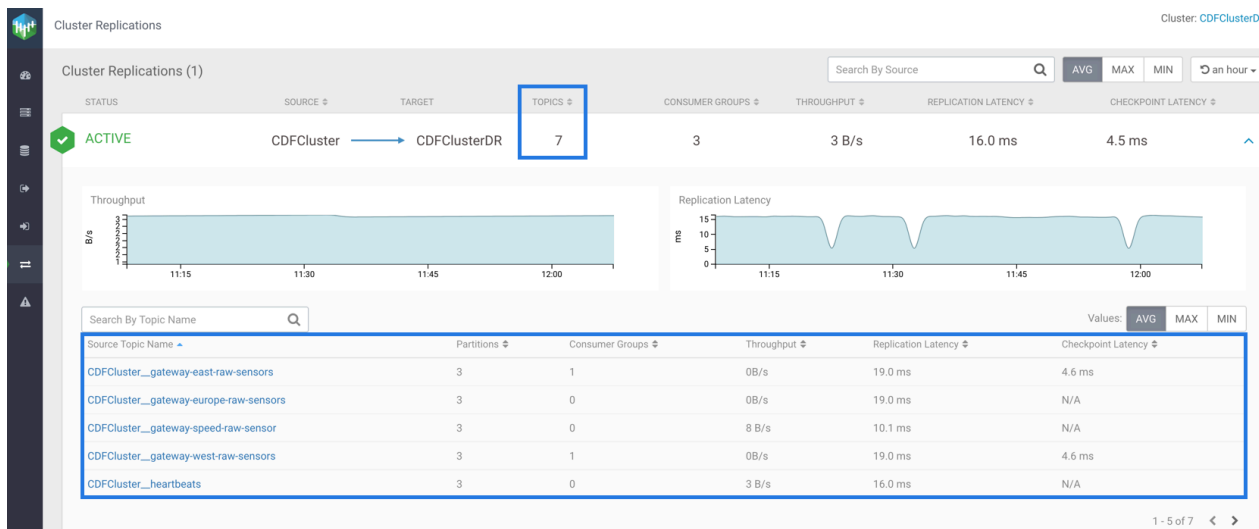 Cluster Replications
Cluster: CDFClusterD
Cluster Replications (1)
Search By Source
AVG MAX MIN
an hour
STATUS SOURCE TARGET TOPICS CONSUMER GROUPS THROUGHPUT REPLICATION LATENCY CHECKPOINT LATENCY
ACTIVE CDFCluster CDFClusterDR 7 3 3 B/s 16.0 ms 4.5 ms
Throughput
B/s
3
2
2
2
2
2
1
11:15 11:30 11:45 12:00
Replication Latency
ms
15
10
5
0
11:15 11:30 11:45 12:00
Search By Topic Name
Values: AVG MAX MIN
Source Topic Name Partitions Consumer Groups Throughput Replication Latency Checkpoint Latency
CDFCluster__gateway-east-raw-sensors 3 1 0B/s 19.0 ms 4.6 ms
CDFCluster__gateway-europe-raw-sensors 3 0 0B/s 19.0 ms N/A
CDFCluster__gateway-speed-raw-sensor 3 0 8 B/s 10.1 ms N/A
CDFCluster__gateway-west-raw-sensors 3 1 0B/s 19.0 ms 4.6 ms
CDFCluster__heartbeats 3 0 3 B/s 16.0 ms N/A
1 - 5 of 7